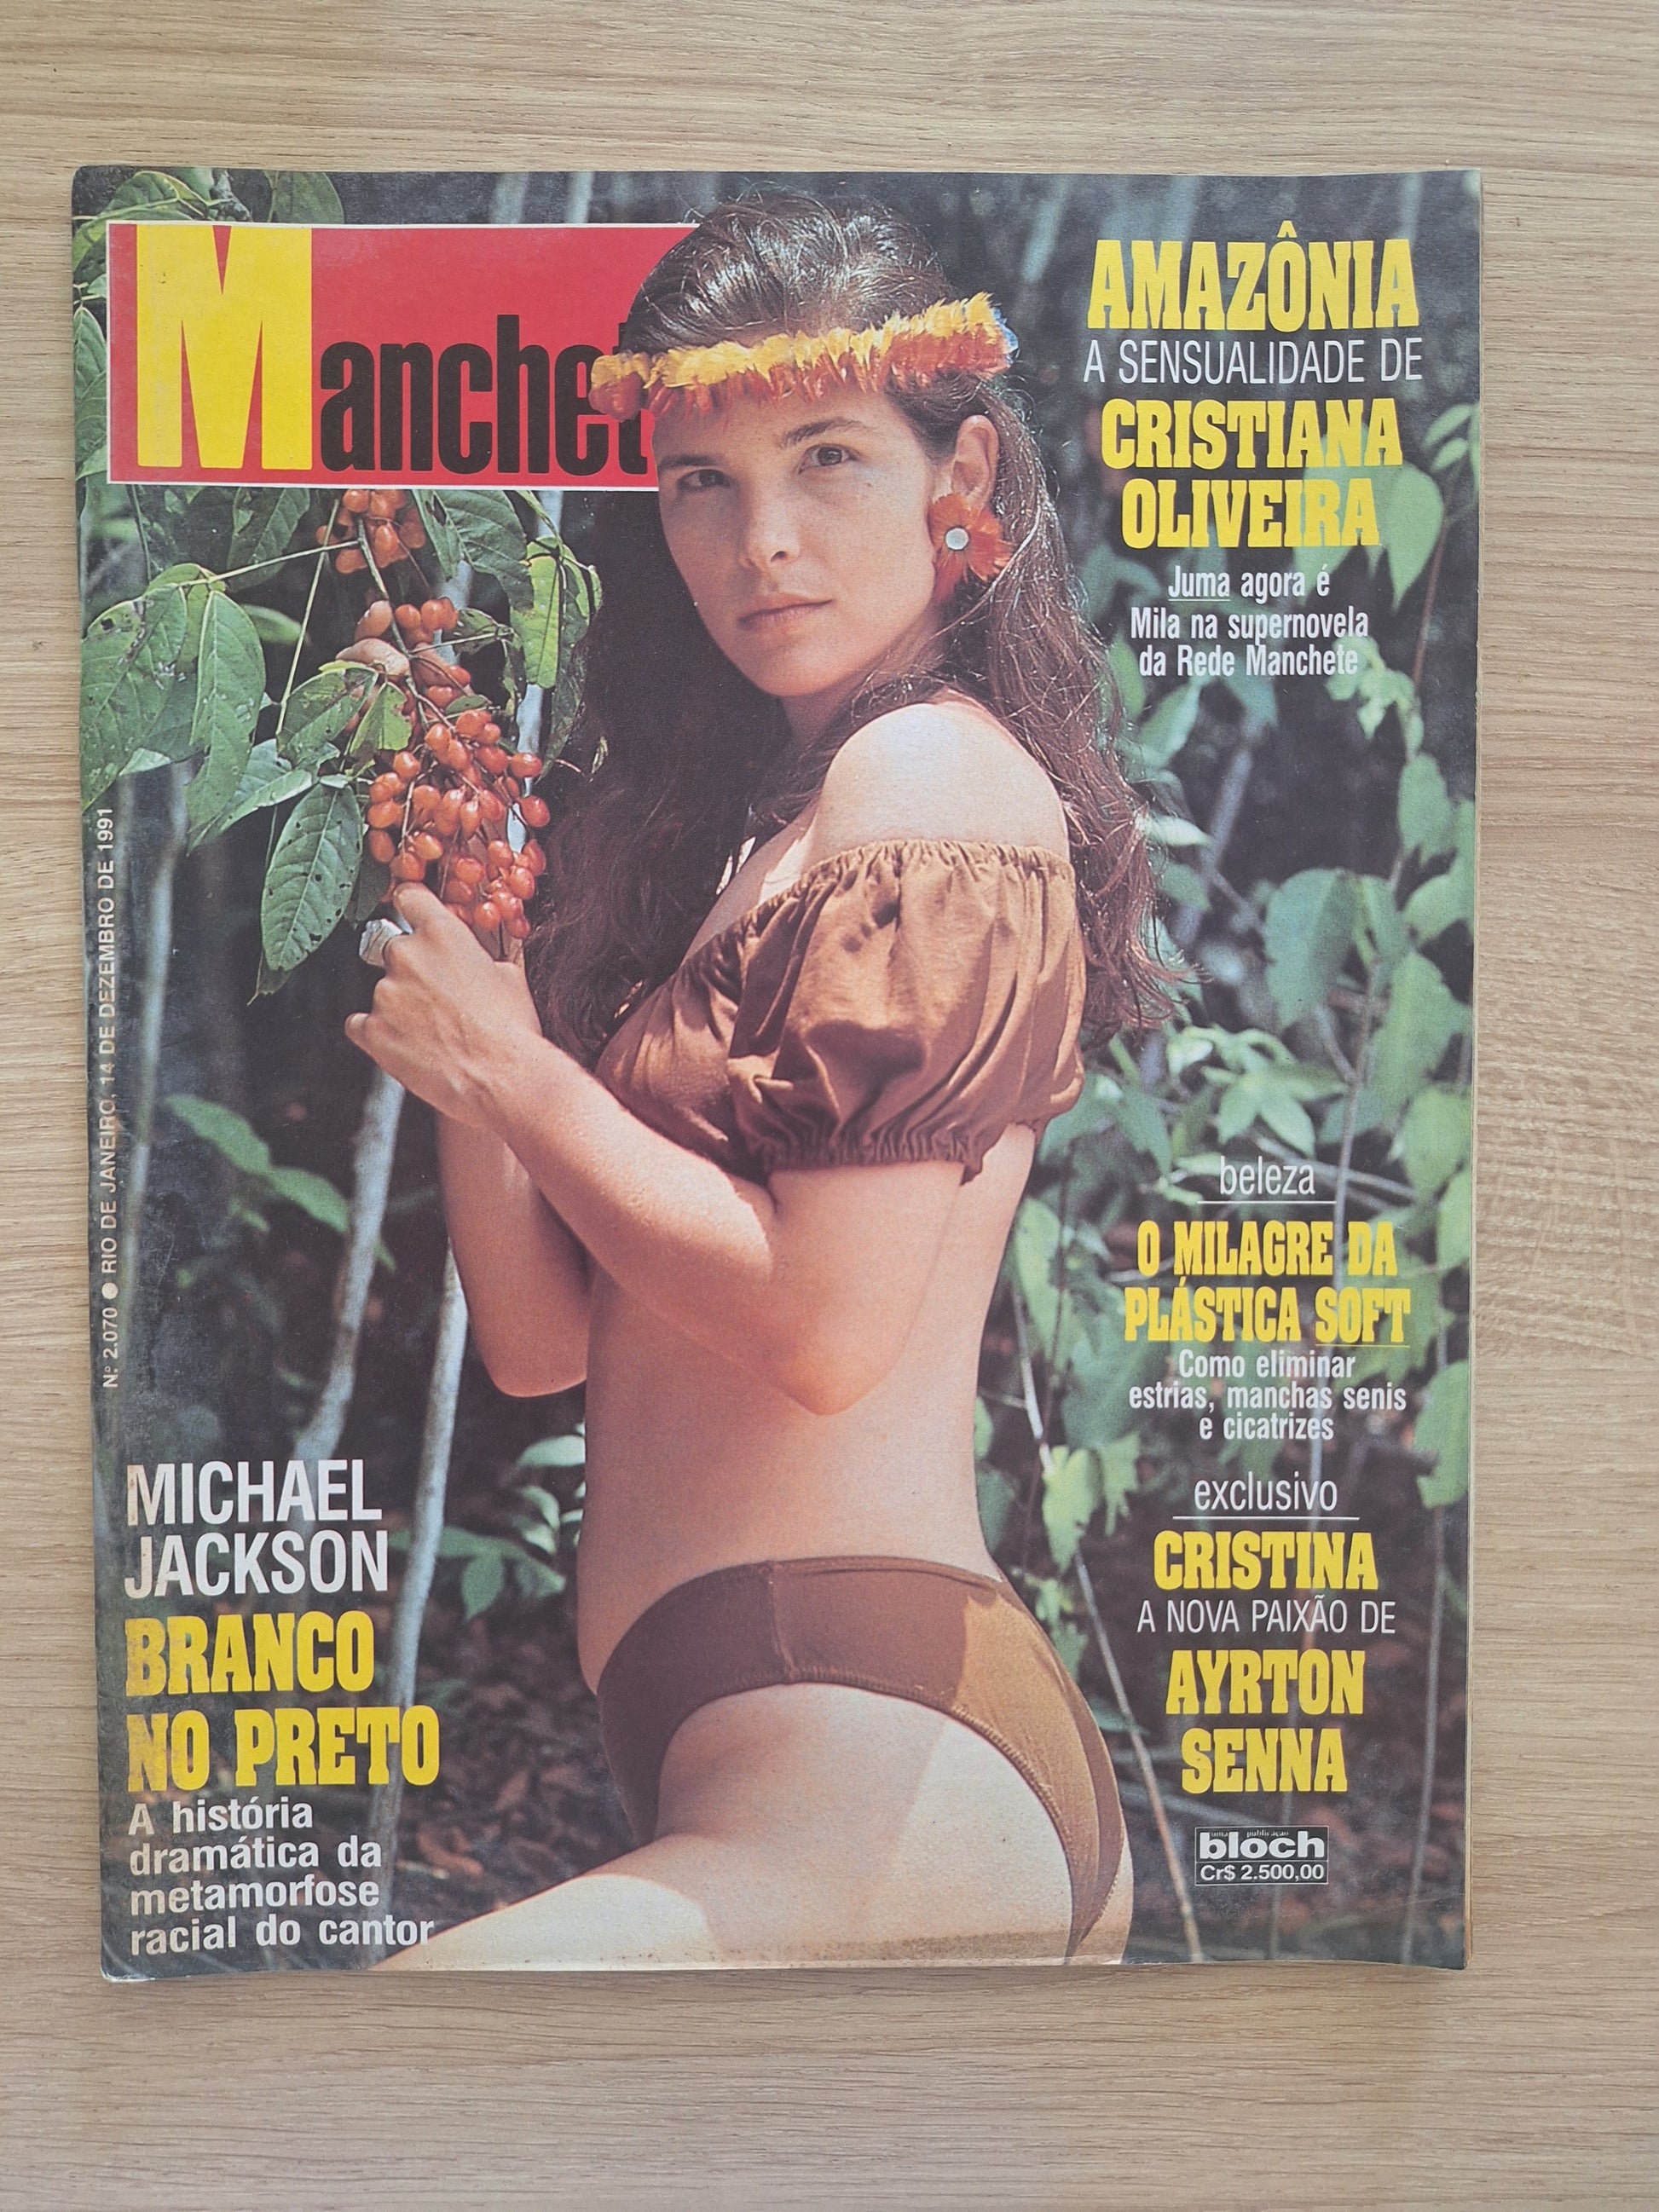 Manchet
AMAZÔNIA
A SENSUALIDADE DE
CRISTIANA
OLIVEIRA
Juma agora é
Mila na supernovela
da Rede Manchete
Nº 2.070 ● RIO DE JANEIRO, 14 DE DEZEMBRO DE 1991
beleza
O MILAGRE DA
PLÁSTICA SOFT
Como eliminar
estrias, manchas senis
e cicatrizes
exclusivo
CRISTINA
A NOVA PAIXÃO DE
AYRTON
SENNA
MICHAEL
JACKSON
BRANCO
NO PRETO
A história
dramática da
metamorfose
racial do cantor
uma publicação
bloch
Cr$ 2.500,00